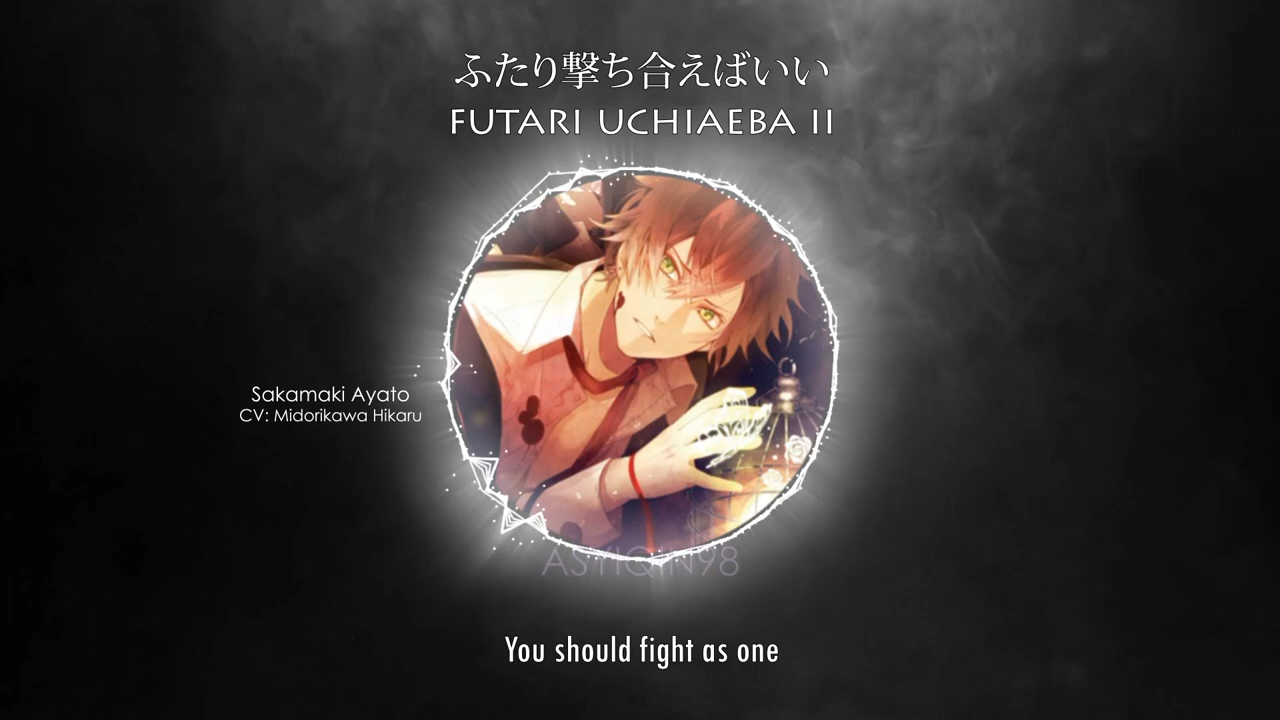 ふたり撃ち合えばいい
FUTARI UCHIAEBA II
Sakamaki Ayato
CV: Midorikawa Hikaru
ASYIQIN98
You should fight as one